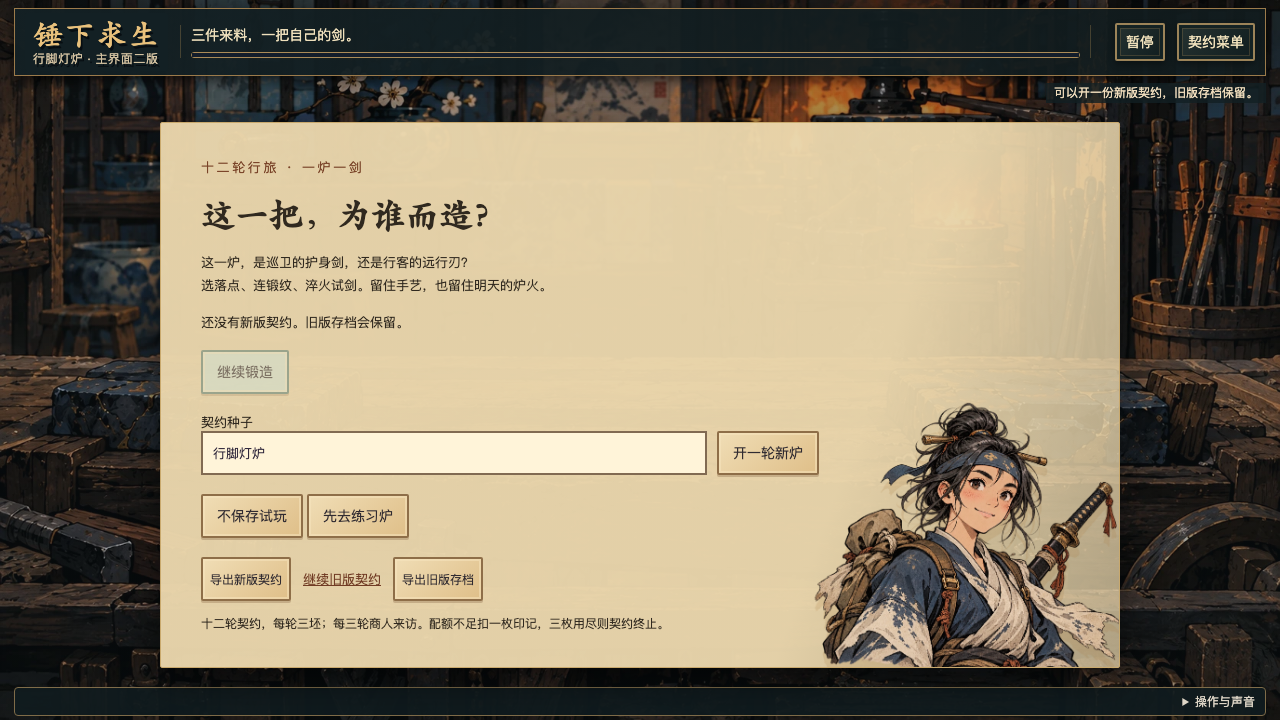 锤下求生
行脚灯炉 · 主界面二版
三件来料，一把自己的剑。
暂停
契约菜单
可以开一份新版契约，旧版存档保留。
十二轮行旅 · 一炉一剑
这一把，为谁而造？
这一炉，是巡卫的护身剑，还是行客的远行刃？
选落点、连锻纹、淬火试剑。留住手艺，也留住明天的炉火。
还没有新版契约。旧版存档会保留。
继续锻造
契约种子
行脚灯炉
开一轮新炉
不保存试玩
先去练习炉
导出新版契约
继续旧版契约
导出旧版存档
十二轮契约，每轮三坯；每三轮商人来访。配额不足扣一枚印记，三枚用尽则契约终止。
▶ 操作与声音